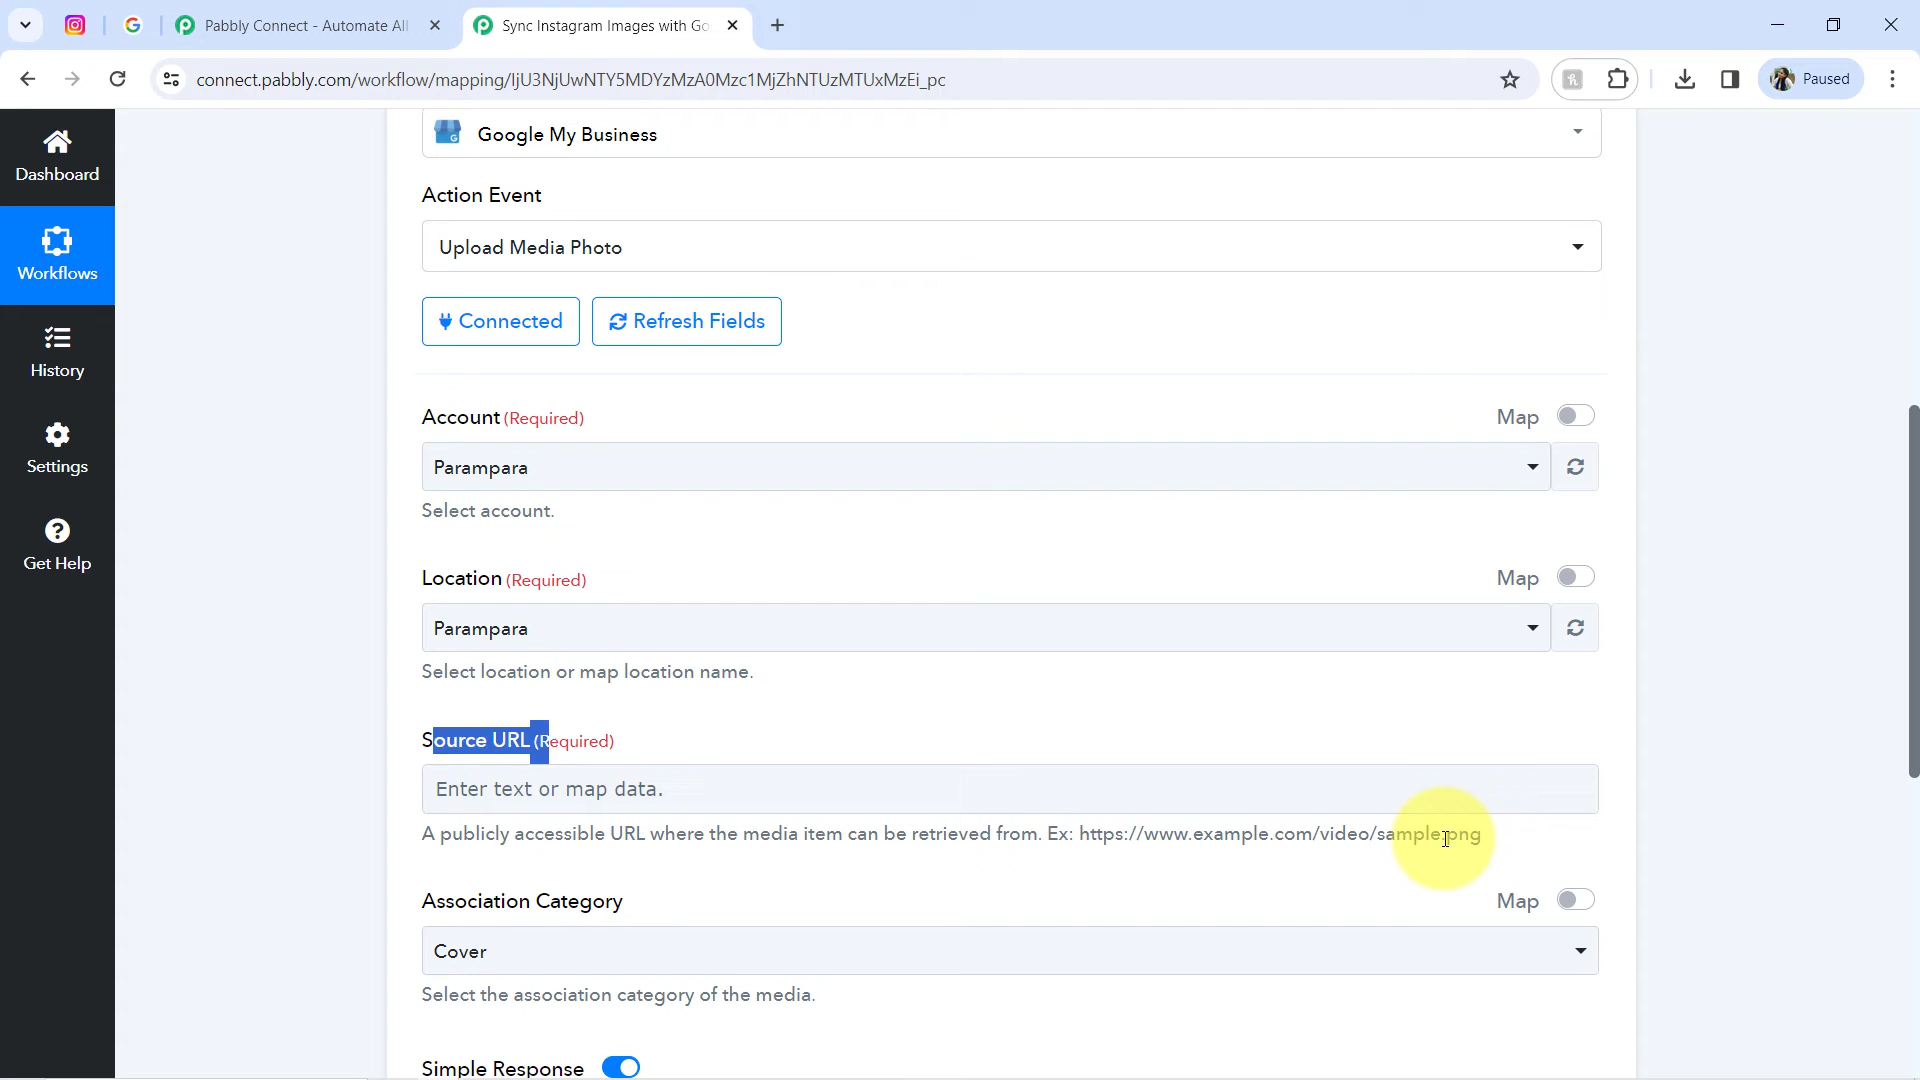 Pabbly Connect - Automate All
Sync Instagram Images with Go
connect.pabbly.com/workflow/mapping/IjU3NjUwNTY5MDYzMzA0Mzc1MjZhNTUzMTUxMzEi_pc
Paused
Dashboard
Workflows
History
Settings
Get Help
Google My Business
Action Event
Upload Media Photo
Connected
Refresh Fields
Account (Required)
Map
Parampara
Select account.
Location (Required)
Map
Parampara
Select location or map location name.
Source URL (Required)
Enter text or map data.
A publicly accessible URL where the media item can be retrieved from. Ex: https://www.example.com/video/sample.png
Association Category
Map
Cover
Select the association category of the media.
Simple Response